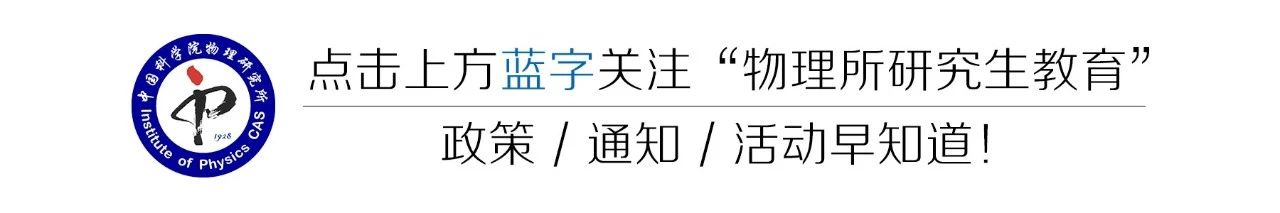 中国科学院物理研究所
1928
Institute of Physics CAS
点击上方蓝字关注“物理所研究生教育”
政策 / 通知 / 活动早知道！